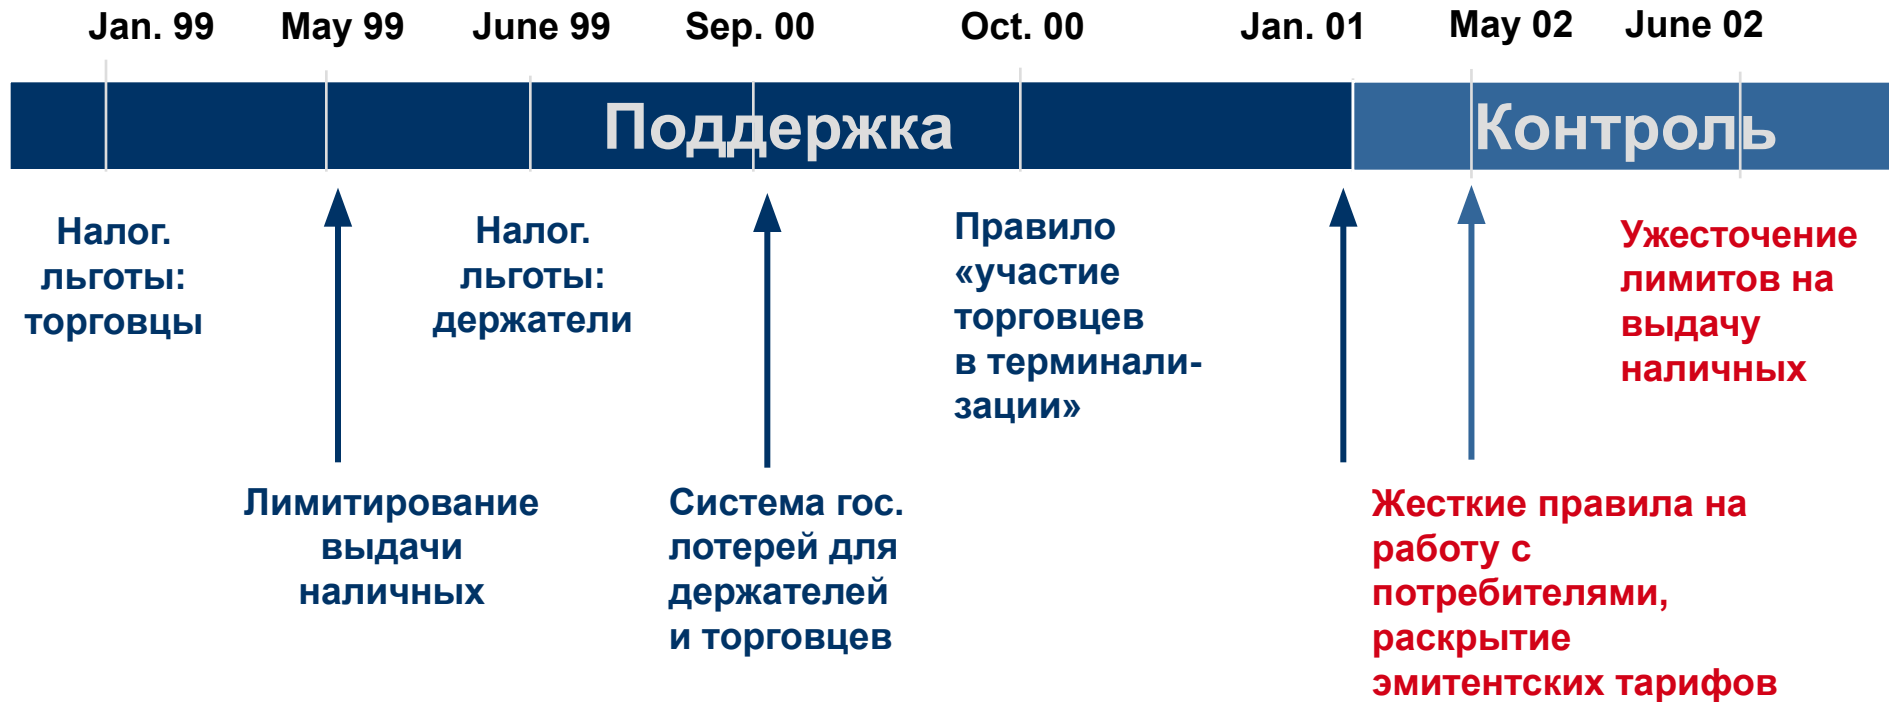 Jan. 99 May 99 June 99 Sep. 00 Oct. 00 Jan. 01 May 02 June 02
Поддержка Контроль
Налог.
льготы:
торговцы
Налог.
льготы:
держатели
Правило
«участие
торговцев
в терминали-
зации»
Ужесточение
лимитов на
выдачу
наличных
Лимитирование
выдачи
наличных
Система гос.
лотерей для
держателей
и торговцев
Жесткие правила на
работу с
потребителями,
раскрытие
эмитентских тарифов